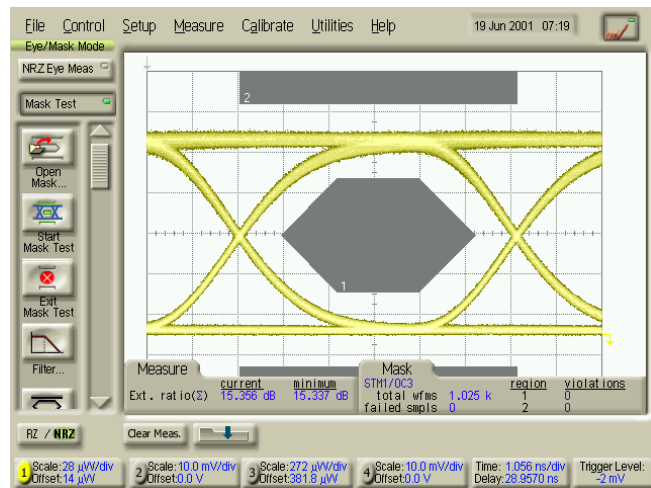 File Control Setup Measure Calibrate Utilities Help 19 Jun 2001 07:19
Eye/Mask Mode
NRZ Eye Meas
Mask Test
Open
Mask...
Start
Mask Test
Exit
Mask Test
Filter...
2
1
Measure
current minimum
Ext. ratio(Σ) 15.356 dB 15.337 dB
Mask
STM1/OC3 region violations
total wfms 1.025 k 1 0
failed smpls 0 2 0
RZ / NRZ
Clear Meas.
1 Scale:28 µW/div
Offset:14 µW
2 Scale:10.0 mV/div
Offset:0.0 V
3 Scale:272 µW/div
Offset:381.8 µW
4 Scale:10.0 mV/div
Offset:0.0 V
Time: 1.056 ns/div
Delay:28.9570 ns
Trigger Level:
-2 mV